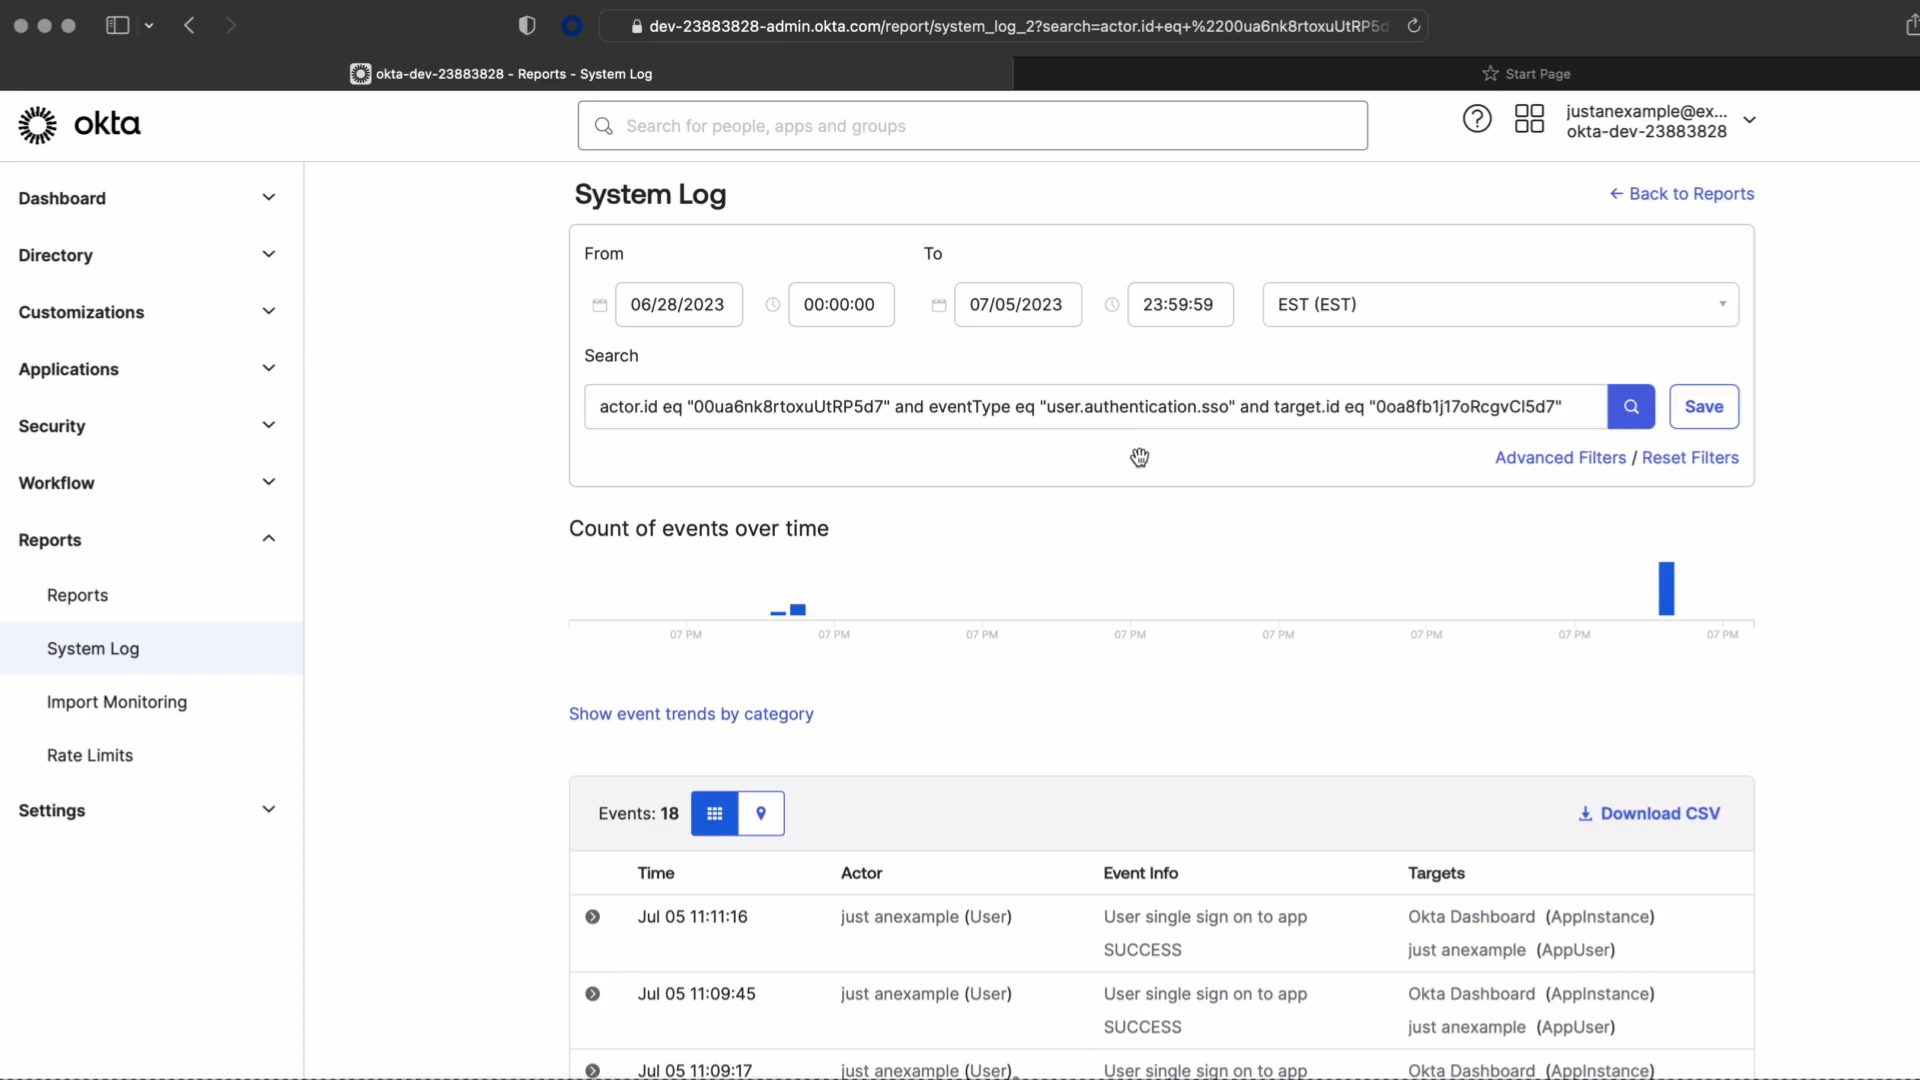 dev-23883828-admin.okta.com/report/system_log_2?search=actor.id+eq+%2200ua6nk8rtoxuUtRP5d
okta-dev-23883828 - Reports - System Log
Start Page
okta
Search for people, apps and groups
justanexample@ex...
okta-dev-23883828
Dashboard
Directory
Customizations
Applications
Security
Workflow
Reports
Reports
System Log
Import Monitoring
Rate Limits
Settings
System Log
← Back to Reports
From
To
06/28/2023
00:00:00
07/05/2023
23:59:59
EST (EST)
Search
actor.id eq "00ua6nk8rtoxuUtRP5d7" and eventType eq "user.authentication.sso" and target.id eq "0oa8fb1j17oRcgvCl5d7"
Save
Advanced Filters / Reset Filters
Count of events over time
07 PM
07 PM
07 PM
07 PM
07 PM
07 PM
07 PM
07 PM
Show event trends by category
Events: 18
Download CSV
Time Actor Event Info Targets
Jul 05 11:11:16 just anexample (User) User single sign on to app Okta Dashboard (AppInstance)
SUCCESS just anexample (AppUser)
Jul 05 11:09:45 just anexample (User) User single sign on to app Okta Dashboard (AppInstance)
SUCCESS just anexample (AppUser)
Jul 05 11:09:17 just anexample (User) User single sign on to app Okta Dashboard (AppInstance)